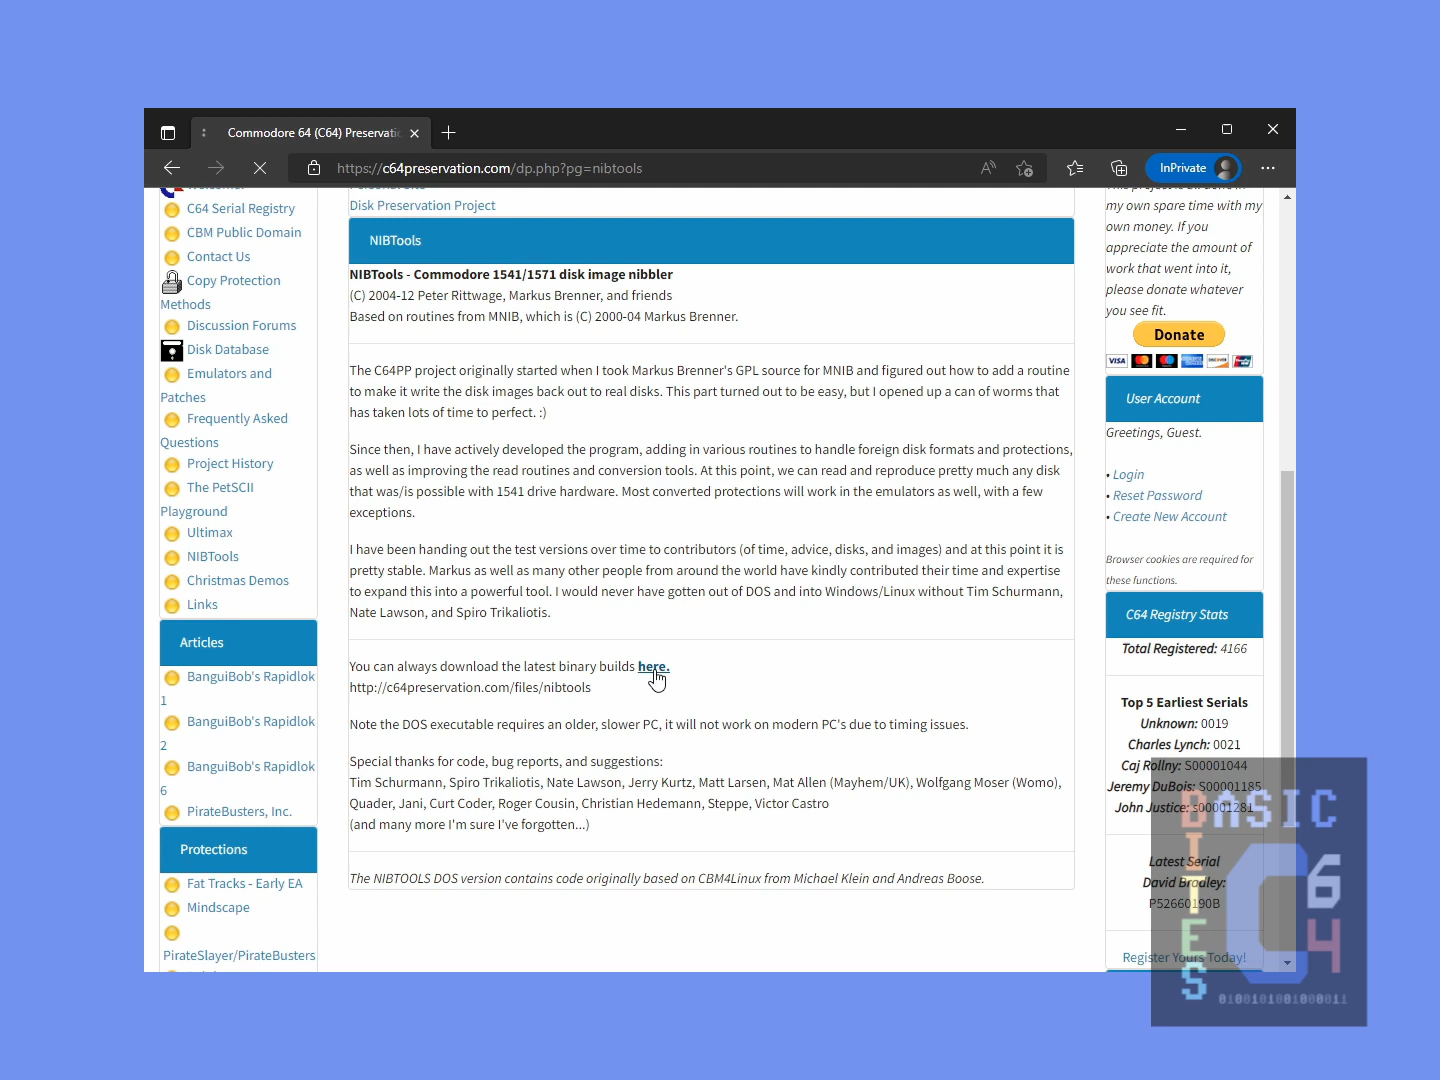 Commodore 64 (C64) Preservatic
https://c64preservation.com/dp.php?pg=nibtools
InPrivate
C64 Serial Registry
CBM Public Domain
Contact Us
Copy Protection
Methods
Discussion Forums
Disk Database
Emulators and
Patches
Frequently Asked
Questions
Project History
The PetSCII
Playground
Ultimax
NIBTools
Christmas Demos
Links
Articles
BanguiBob's Rapidlok
1
BanguiBob's Rapidlok
2
BanguiBob's Rapidlok
6
PirateBusters, Inc.
Protections
Fat Tracks - Early EA
Mindscape
PirateSlayer/PirateBusters
Disk Preservation Project
NIBTools
NIBTools - Commodore 1541/1571 disk image nibbler
(C) 2004-12 Peter Rittwage, Markus Brenner, and friends
Based on routines from MNIB, which is (C) 2000-04 Markus Brenner.
The C64PP project originally started when I took Markus Brenner's GPL source for MNIB and figured out how to add a routine
to make it write the disk images back out to real disks. This part turned out to be easy, but I opened up a can of worms that
has taken lots of time to perfect. :)
Since then, I have actively developed the program, adding in various routines to handle foreign disk formats and protections,
as well as improving the read routines and conversion tools. At this point, we can read and reproduce pretty much any disk
that was/is possible with 1541 drive hardware. Most converted protections will work in the emulators as well, with a few
exceptions.
I have been handing out the test versions over time to contributors (of time, advice, disks, and images) and at this point it is
pretty stable. Markus as well as many other people from around the world have kindly contributed their time and expertise
to expand this into a powerful tool. I would never have gotten out of DOS and into Windows/Linux without Tim Schurmann,
Nate Lawson, and Spiro Trikaliotis.
You can always download the latest binary builds here.
http://c64preservation.com/files/nibtools
Note the DOS executable requires an older, slower PC, it will not work on modern PC's due to timing issues.
Special thanks for code, bug reports, and suggestions:
Tim Schurmann, Spiro Trikaliotis, Nate Lawson, Jerry Kurtz, Matt Larsen, Mat Allen (Mayhem/UK), Wolfgang Moser (Womo),
Quader, Jani, Curt Coder, Roger Cousin, Christian Hedemann, Steppe, Victor Castro
(and many more I'm sure I've forgotten...)
The NIBTOOLS DOS version contains code originally based on CBM4Linux from Michael Klein and Andreas Boose.
my own spare time with my
own money. If you
appreciate the amount of
work that went into it,
please donate whatever
you see fit.
Donate
VISA
User Account
Greetings, Guest.
• Login
• Reset Password
• Create New Account
Browser cookies are required for
these functions.
C64 Registry Stats
Total Registered: 4166
Top 5 Earliest Serials
Unknown: 0019
Charles Lynch: 0021
Caj Rollny: S00001044
Jeremy DuBois: S00001185
John Justice: s00001281
Latest Serial
David Bradley:
P52660190B
Register Yours Today!
BASIC
BITES
C64
0100101001000011